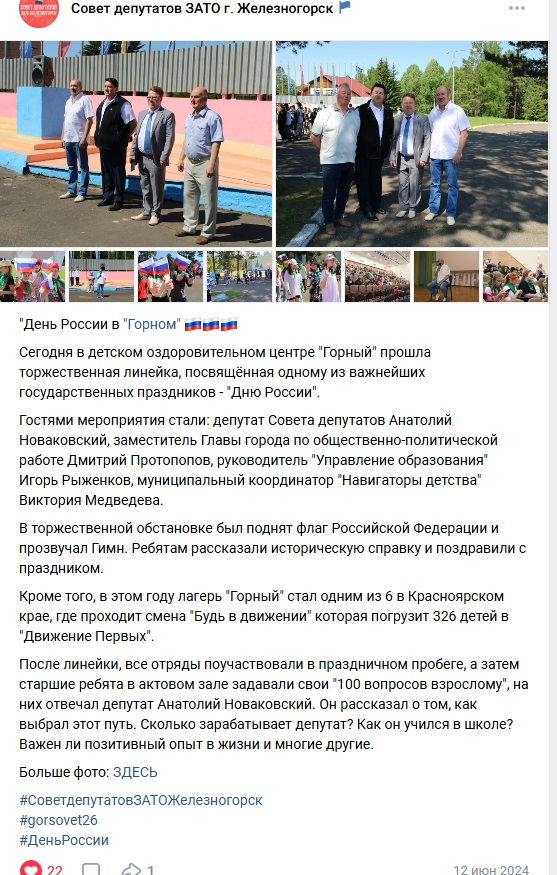 Совет депутатов ЗАТО г. Железногорск
"День России в "Горном"
Сегодня в детском оздоровительном центре "Горный" прошла
торжественная линейка, посвящённая одному из важнейших
государственных праздников - "Дню России".
Гостями мероприятия стали: депутат Совета депутатов Анатолий
Новаковский, заместитель Главы города по общественно-политической
работе Дмитрий Протопопов, руководитель "Управление образования"
Игорь Рыженков, муниципальный координатор "Навигаторы детства"
Виктория Медведева.
В торжественной обстановке был поднят флаг Российской Федерации и
прозвучал Гимн. Ребятам рассказали историческую справку и поздравили с
праздником.
Кроме того, в этом году лагерь "Горный" стал одним из 6 в Красноярском
крае, где проходит смена "Будь в движении" которая погрузит 326 детей в
"Движение Первых".
После линейки, все отряды поучаствовали в праздничном пробеге, а затем
старшие ребята в актовом зале задавали свои "100 вопросов взрослому", на
них отвечал депутат Анатолий Новаковский. Он рассказал о том, как
выбрал этот путь. Сколько зарабатывает депутат? Как он учился в школе?
Важен ли позитивный опыт в жизни и многие другие.
Больше фото: ЗДЕСЬ
#СоветдепутатовЗАТОЖелезногорск
#gorsovet26
#ДеньРоссии
22 1 12 июн 2024